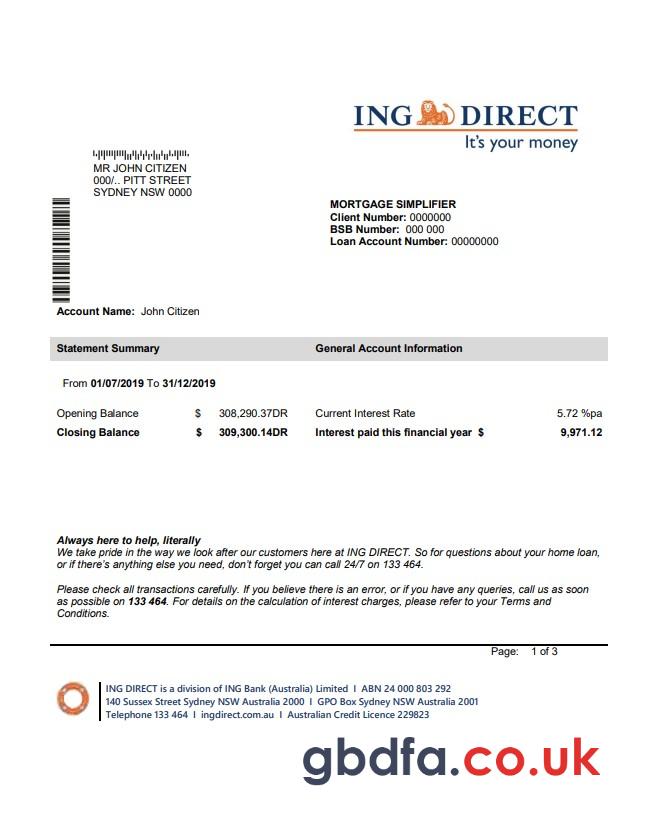 ING DIRECT
It's your money
MR JOHN CITIZEN
000/.. PITT STREET
SYDNEY NSW 0000
MORTGAGE SIMPLIFIER
Client Number: 0000000
BSB Number: 000 000
Loan Account Number: 00000000
Account Name: John Citizen
Statement Summary General Account Information
From 01/07/2019 To 31/12/2019
Opening Balance $ 308,290.37DR Current Interest Rate 5.72 %pa
Closing Balance $ 309,300.14DR Interest paid this financial year $ 9,971.12
Always here to help, literally
We take pride in the way we look after our customers here at ING DIRECT. So for questions about your home loan,
or if there's anything else you need, don't forget you can call 24/7 on 133 464.
Please check all transactions carefully. If you believe there is an error, or if you have any queries, call us as soon
as possible on 133 464. For details on the calculation of interest charges, please refer to your Terms and
Conditions.
Page: 1 of 3
ING DIRECT is a division of ING Bank (Australia) Limited I ABN 24 000 803 292
140 Sussex Street Sydney NSW Australia 2000 I GPO Box Sydney NSW Australia 2001
Telephone 133 464 I ingdirect.com.au I Australian Credit Licence 229823
gbdfa.co.uk